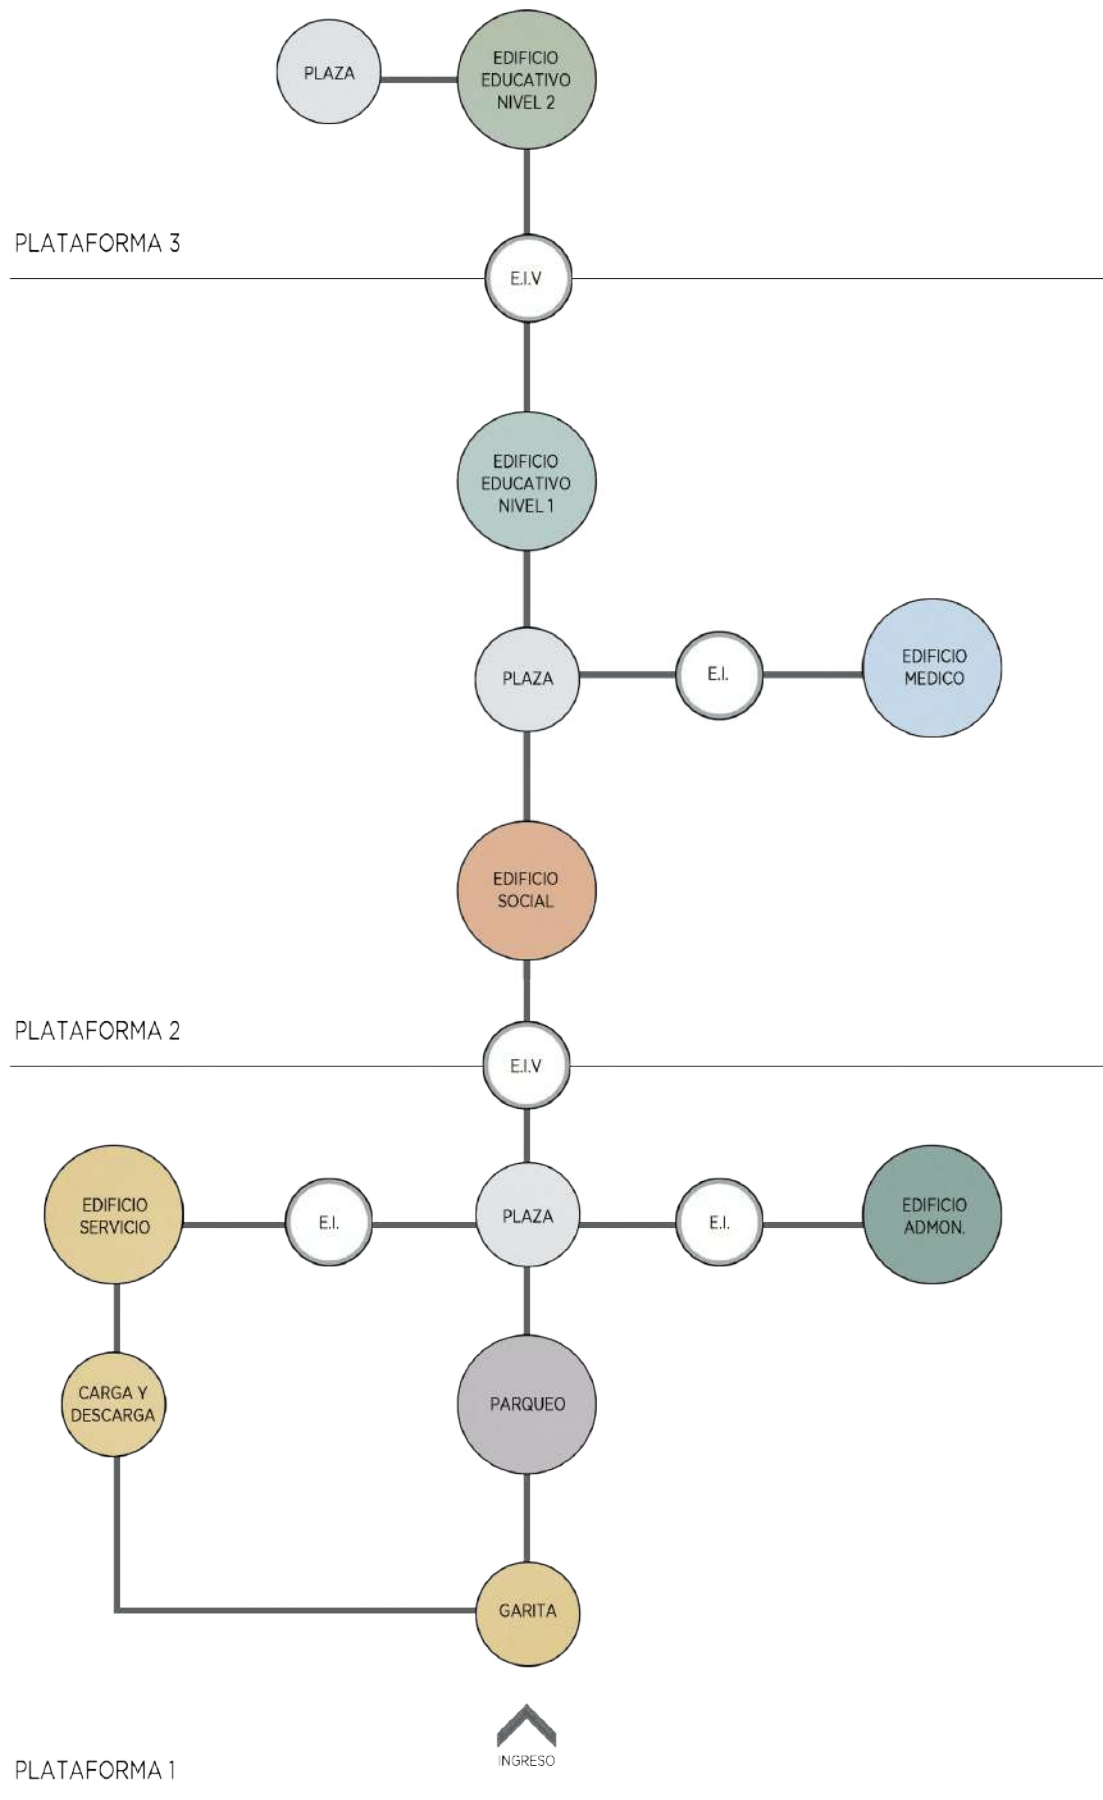 PLAZA
EDIFICIO
EDUCATIVO
NIVEL 2
PLATAFORMA 3
E.I.V
EDIFICIO
EDUCATIVO
NIVEL 1
PLAZA
E.I.
EDIFICIO
MEDICO
EDIFICIO
SOCIAL
PLATAFORMA 2
E.I.V
EDIFICIO
SERVICIO
E.I.
PLAZA
E.I.
EDIFICIO
ADMON.
CARGA Y
DESCARGA
PARQUEO
GARITA
INGRESO
PLATAFORMA 1